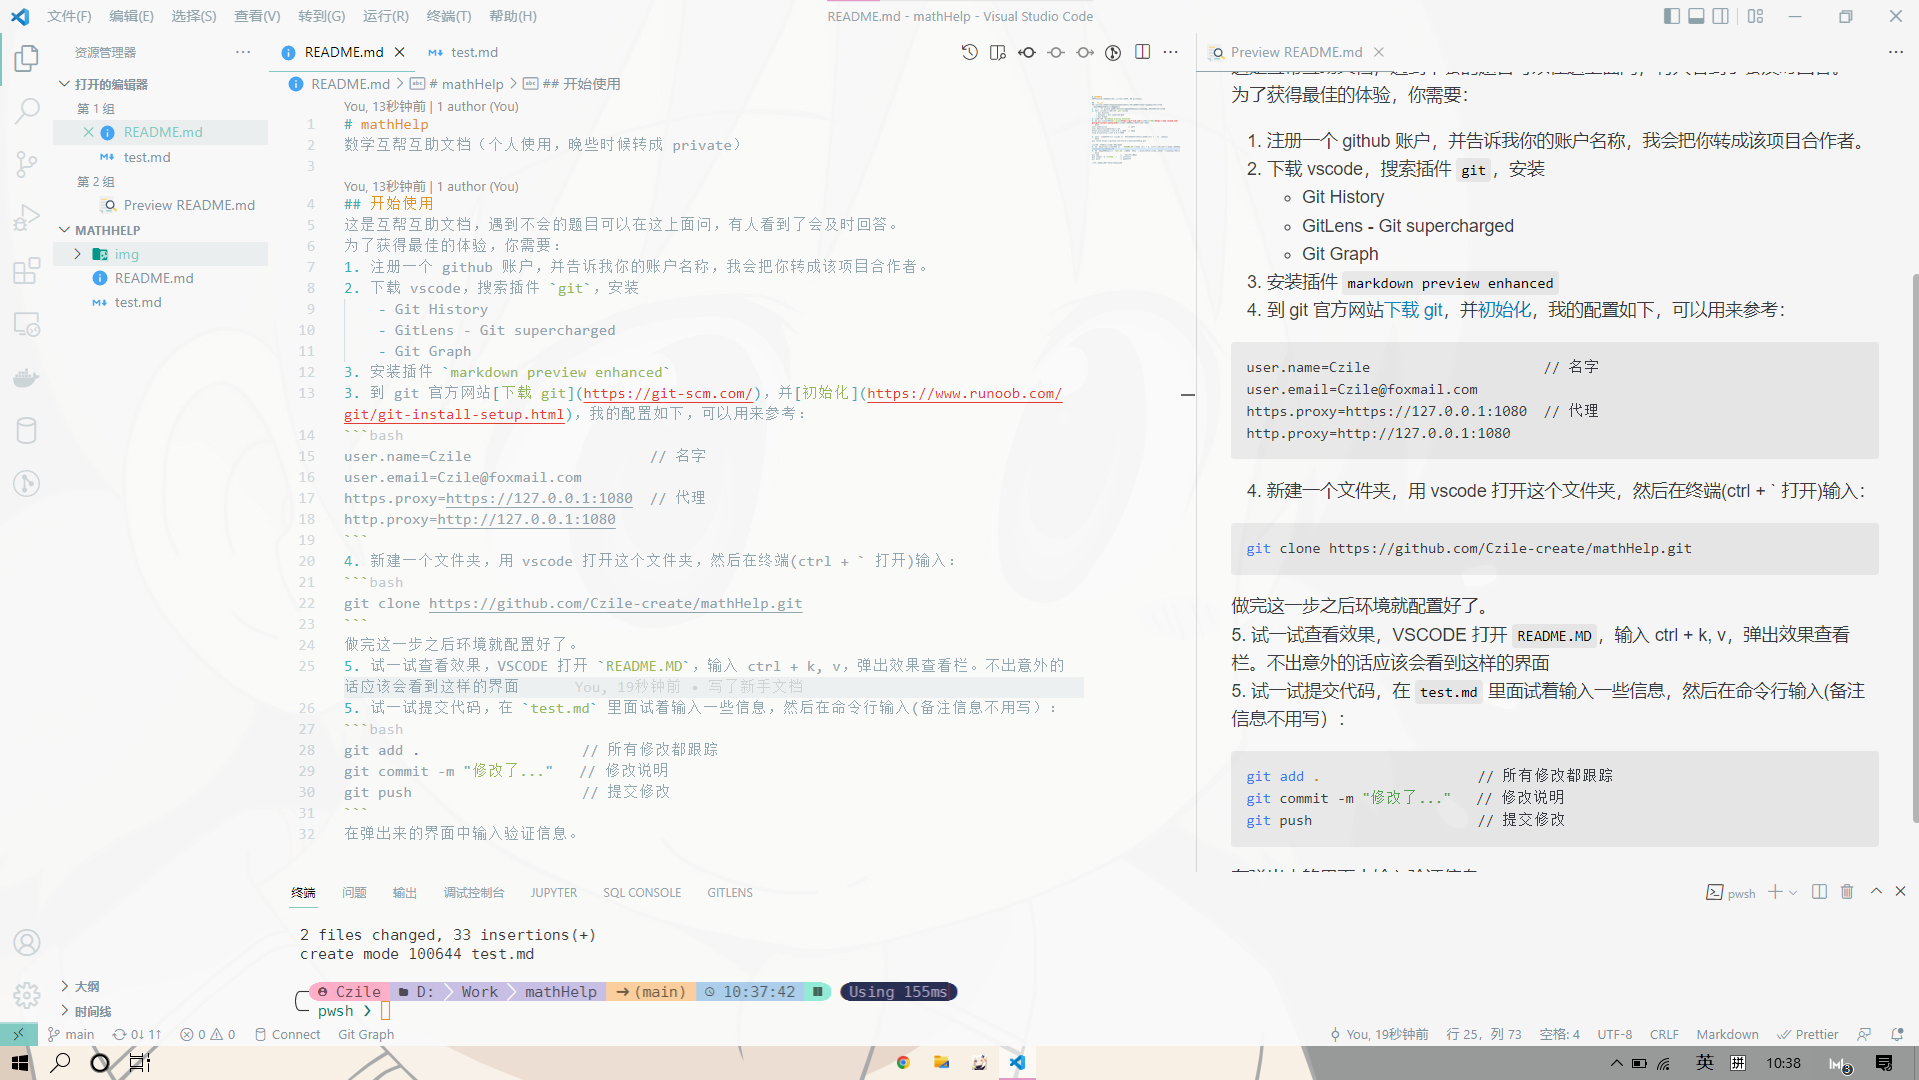 文件(F) 编辑(E) 选择(S) 查看(V) 转到(G) 运行(R) 终端(T) 帮助(H)
README.md - mathHelp - Visual Studio Code
资源管理器
打开的编辑器
第 1 组
README.md
test.md
第 2 组
Preview README.md
MATHHELP
img
README.md
test.md
大纲
时间线
README.md test.md
README.md > # mathHelp > ## 开始使用
You, 13秒钟前 | 1 author (You)
1 # mathHelp
2 数学互帮互助文档（个人使用，晚些时候转成 private）
3
You, 13秒钟前 | 1 author (You)
4 ## 开始使用
5 这是互帮互助文档，遇到不会的题目可以在这上面问，有人看到了会及时回答。
6 为了获得最佳的体验，你需要：
7 1. 注册一个 github 账户，并告诉我你的账户名称，我会把你转成该项目合作者。
8 2. 下载 vscode，搜索插件 `git`，安装
9 - Git History
10 - GitLens - Git supercharged
11 - Git Graph
12 3. 安装插件 `markdown preview enhanced`
13 3. 到 git 官方网站[下载 git](https://git-scm.com/)，并[初始化](https://www.runoob.com/
git/git-install-setup.html)，我的配置如下，可以用来参考：
14 ```bash
15 user.name=Czile // 名字
16 user.email=Czile@foxmail.com
17 https.proxy=https://127.0.0.1:1080 // 代理
18 http.proxy=http://127.0.0.1:1080
19 ```
20 4. 新建一个文件夹，用 vscode 打开这个文件夹，然后在终端(ctrl + ` 打开)输入：
21 ```bash
22 git clone https://github.com/Czile-create/mathHelp.git
23 ```
24 做完这一步之后环境就配置好了。
25 5. 试一试查看效果，VSCODE 打开 `README.MD`，输入 ctrl + k, v，弹出效果查看栏。不出意外的
话应该会看到这样的界面 You, 19秒钟前 • 写了新手文档
26 5. 试一试提交代码，在 `test.md` 里面试着输入一些信息，然后在命令行输入(备注信息不用写）：
27 ```bash
28 git add . // 所有修改都跟踪
29 git commit -m "修改了..." // 修改说明
30 git push // 提交修改
31 ```
32 在弹出来的界面中输入验证信息。
Preview README.md
为了获得最佳的体验，你需要：
1. 注册一个 github 账户，并告诉我你的账户名称，我会把你转成该项目合作者。
2. 下载 vscode，搜索插件 git，安装
Git History
GitLens - Git supercharged
Git Graph
3. 安装插件 markdown preview enhanced
4. 到 git 官方网站下载 git，并初始化，我的配置如下，可以用来参考：
user.name=Czile // 名字
user.email=Czile@foxmail.com
https.proxy=https://127.0.0.1:1080 // 代理
http.proxy=http://127.0.0.1:1080
4. 新建一个文件夹，用 vscode 打开这个文件夹，然后在终端(ctrl + ` 打开)输入：
git clone https://github.com/Czile-create/mathHelp.git
做完这一步之后环境就配置好了。
5. 试一试查看效果，VSCODE 打开 README.MD，输入 ctrl + k, v，弹出效果查看
栏。不出意外的话应该会看到这样的界面
5. 试一试提交代码，在 test.md 里面试着输入一些信息，然后在命令行输入(备注
信息不用写）：
git add . // 所有修改都跟踪
git commit -m "修改了..." // 修改说明
git push // 提交修改
终端 问题 输出 调试控制台 JUPYTER SQL CONSOLE GITLENS
pwsh
2 files changed, 33 insertions(+)
create mode 100644 test.md
Czile D: Work mathHelp (main) 10:37:42 Using 155ms
pwsh
main 0↓ 1↑ 0 0 Connect Git Graph
You, 19秒钟前 行 25，列 73 空格: 4 UTF-8 CRLF Markdown Prettier
英 拼 10:38 3